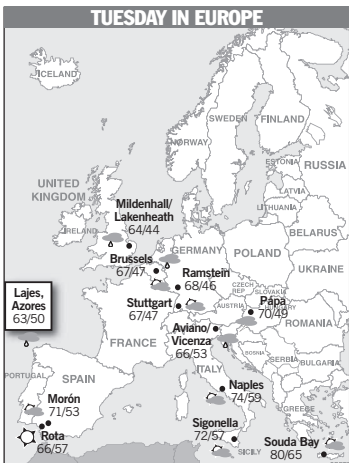 TUESDAY IN EUROPE
ICELAND
SWEDEN
FINLAND
NORWAY
ESTONIA
RUSSIA
LATVIA
LITHUANIA
UNITED
KINGDOM
Mildenhall/
Lakenheath
64/44
IRELAND
BELARUS
Brussels
67/47
GERMANY
POLAND
Ramstein
68/46
UKRAINE
CZECH
REP.
SLOVAKIA
Lajes,
Azores
63/50
Stuttgart
67/47
AUSTRIA
Pápa
70/49
HUNGARY
Aviano/
Vicenza
66/53
FRANCE
ROMANIA
BOSNIA
SERBIA
BULGARIA
ITALY
PORTUGAL
SPAIN
Morón
71/53
Naples
74/59
GREECE
Rota
66/57
Sigonella
72/57
SICILY
Souda Bay
80/65